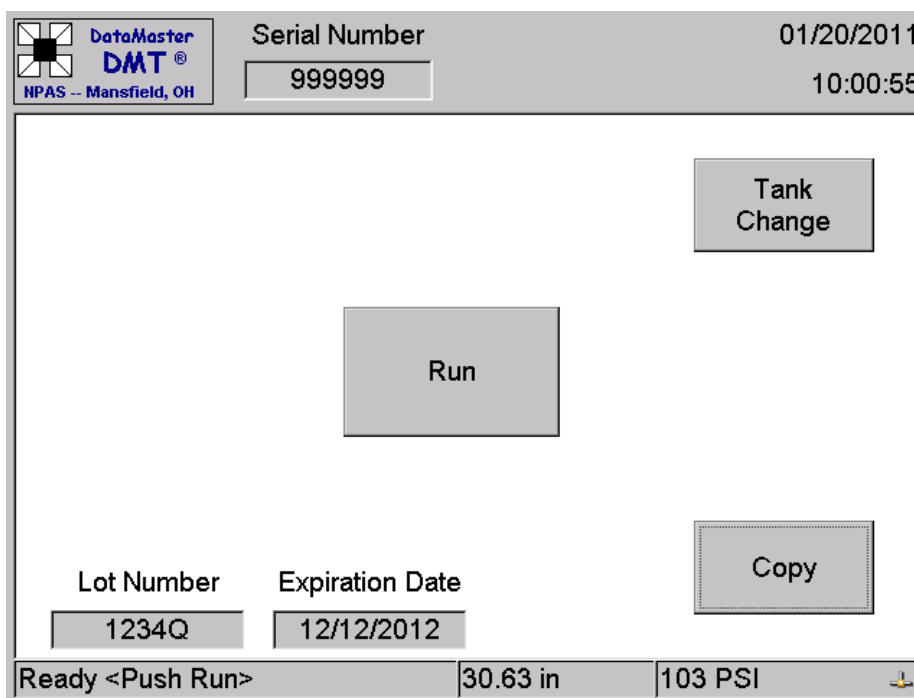 DataMaster
DMT ®
NPAS -- Mansfield, OH
Serial Number
999999
01/20/2011
10:00:55
Tank
Change
Run
Copy
Lot Number
Expiration Date
1234Q
12/12/2012
Ready <Push Run>
30.63 in
103 PSI